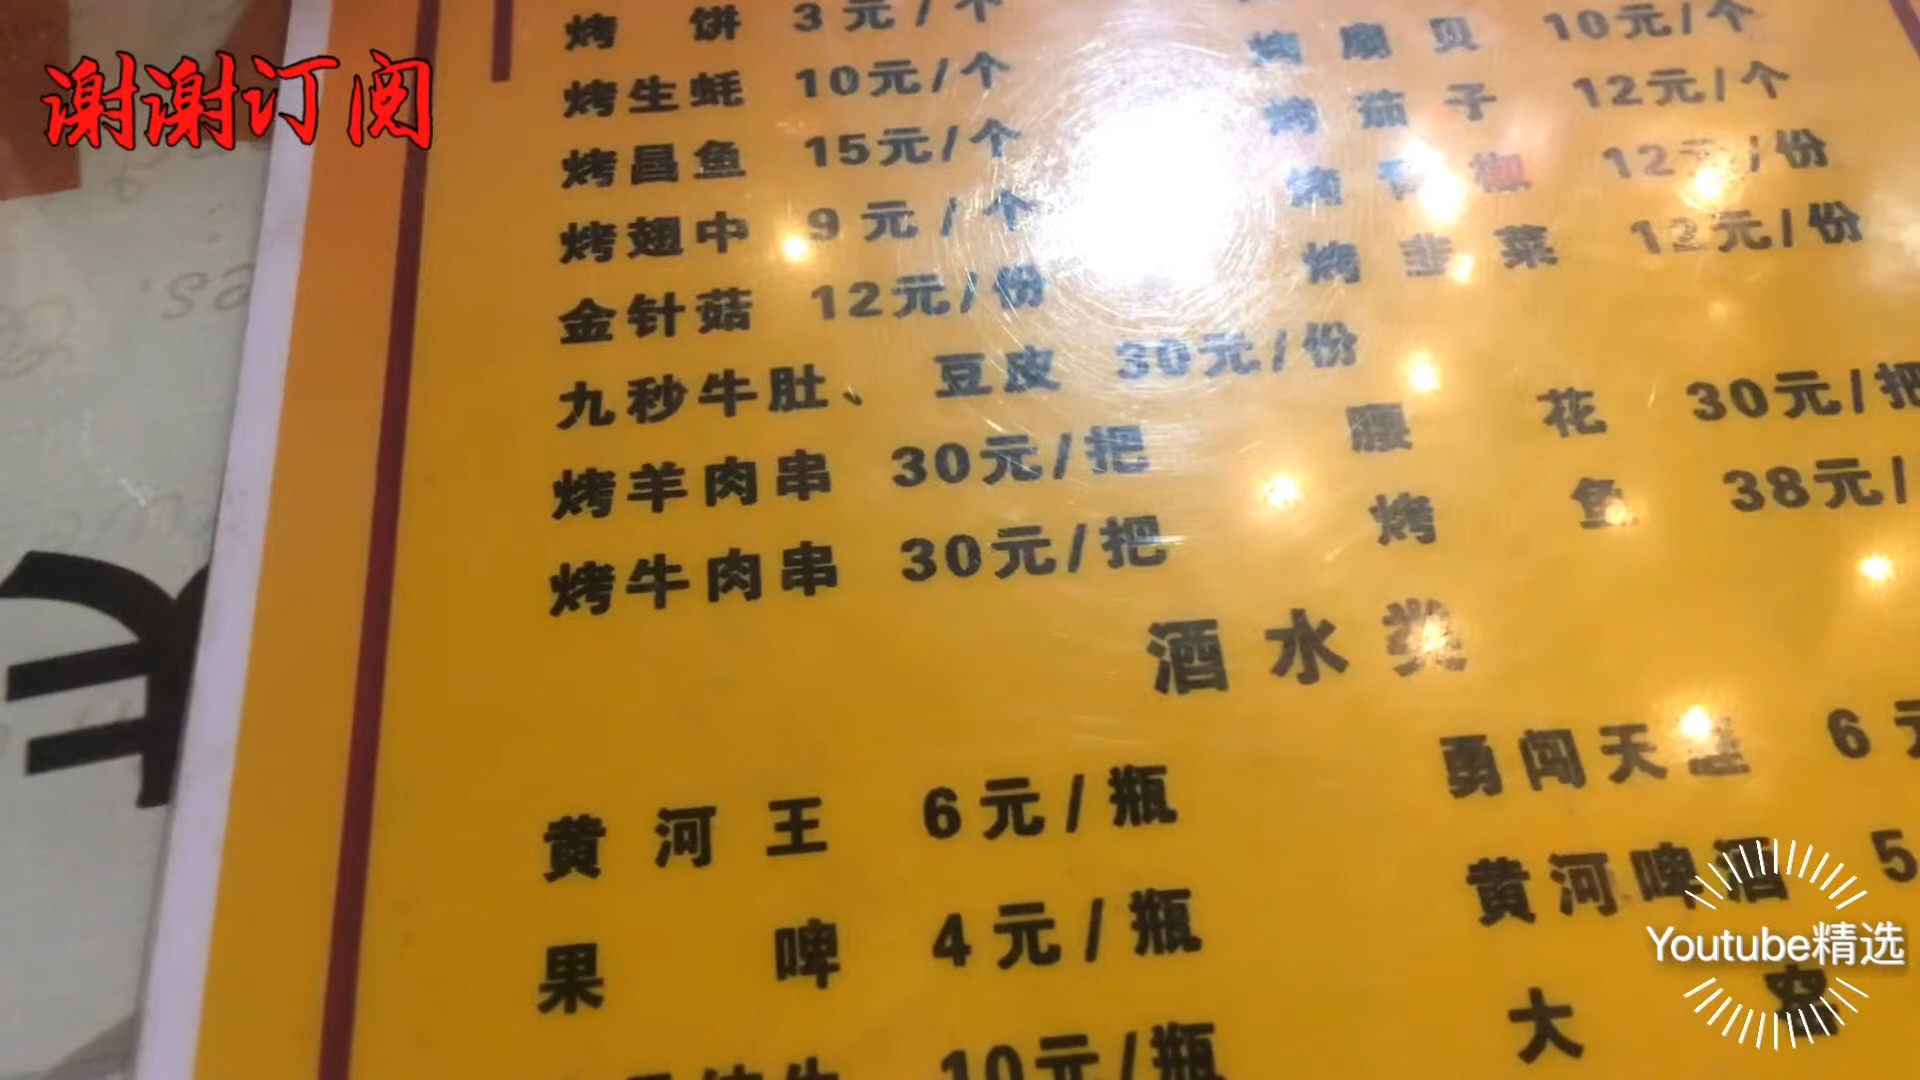 谢谢订阅
烤 饼 3元/个
烤生蚝 10元/个
烤扇贝 10元/个
烤昌鱼 15元/个
烤茄子 12元/个
烤翅中 9元/个
12元/份
金针菇 12元/份
烤韭菜 12元/份
九秒牛肚、豆皮 30元/份
烤羊肉串 30元/把
腰花 30元/把
烤牛肉串 30元/把
烤鱼 38元/
酒水类
黄河王 6元/瓶
勇闯天涯 6元
果啤 4元/瓶
黄河啤酒 5
10元/瓶
大窑
Youtube精选